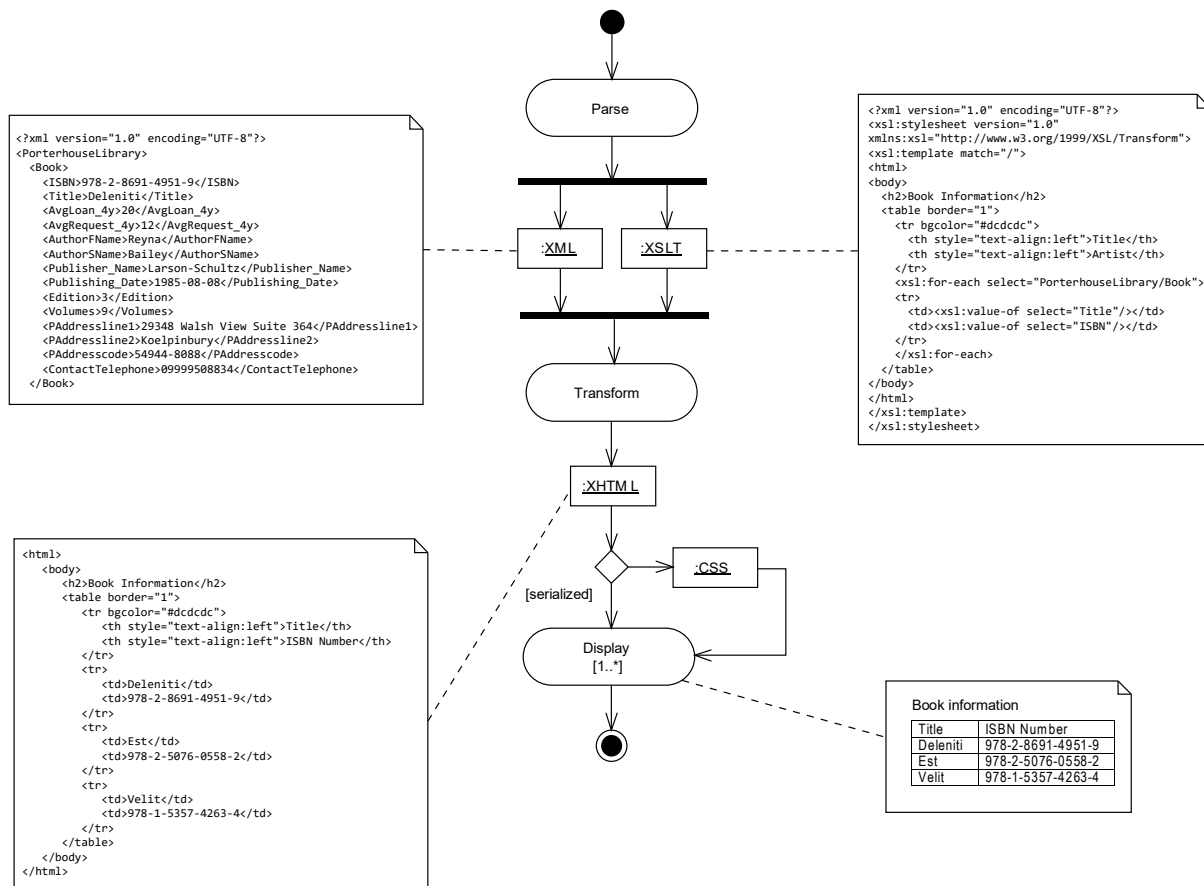 Parse
<?xml version="1.0" encoding="UTF-8"?>
<PorterhouseLibrary>
<Book>
<ISBN>978-2-8691-4951-9</ISBN>
<Title>Deleniti</Title>
<AvgLoan_4y>20</AvgLoan_4y>
<AvgRequest_4y>12</AvgRequest_4y>
<AuthorFName>Reyna</AuthorFName>
<AuthorSName>Bailey</AuthorSName>
<Publisher_Name>Larson-Schultz</Publisher_Name>
<Publishing_Date>1985-08-08</Publishing_Date>
<Edition>3</Edition>
<Volumes>9</Volumes>
<PAddressline1>29348 Walsh View Suite 364</PAddressline1>
<PAddressline2>Koelpinbury</PAddressline2>
<PAddresscode>54944-8088</PAddresscode>
<ContactTelephone>09999508834</ContactTelephone>
</Book>
:XML
:XSLT
<?xml version="1.0" encoding="UTF-8"?>
<xsl:stylesheet version="1.0"
xmlns:xsl="http://www.w3.org/1999/XSL/Transform">
<xsl:template match="/">
<html>
<body>
<h2>Book Information</h2>
<table border="1">
<tr bgcolor="#dcdcdc">
<th style="text-align:left">Title</th>
<th style="text-align:left">Artist</th>
</tr>
<xsl:for-each select="PorterhouseLibrary/Book">
<tr>
<td><xsl:value-of select="Title"/></td>
<td><xsl:value-of select="ISBN"/></td>
</tr>
</xsl:for-each>
</table>
</body>
</html>
</xsl:template>
</xsl:stylesheet>
Transform
:XHTML
<html>
<body>
<h2>Book Information</h2>
<table border="1">
<tr bgcolor="#dcdcdc">
<th style="text-align:left">Title</th>
<th style="text-align:left">ISBN Number</th>
</tr>
<tr>
<td>Deleniti</td>
<td>978-2-8691-4951-9</td>
</tr>
<tr>
<td>Est</td>
<td>978-2-5076-0558-2</td>
</tr>
<tr>
<td>Velit</td>
<td>978-1-5357-4263-4</td>
</tr>
</table>
</body>
</html>
:CSS
[serialized]
Display
[1..*]
Book information
Title ISBN Number
Deleniti 978-2-8691-4951-9
Est 978-2-5076-0558-2
Velit 978-1-5357-4263-4